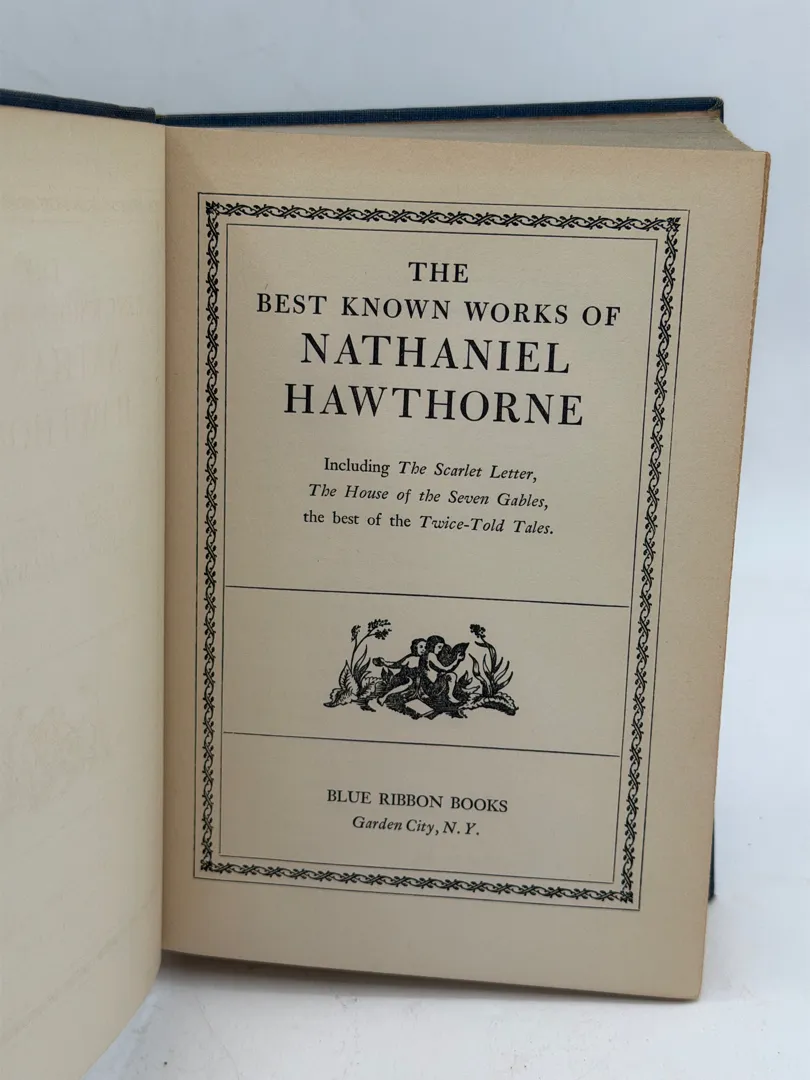 THE
BEST KNOWN WORKS OF
NATHANIEL
HAWTHORNE
Including The Scarlet Letter,
The House of the Seven Gables,
the best of the Twice-Told Tales.
BLUE RIBBON BOOKS
Garden City, N. Y.